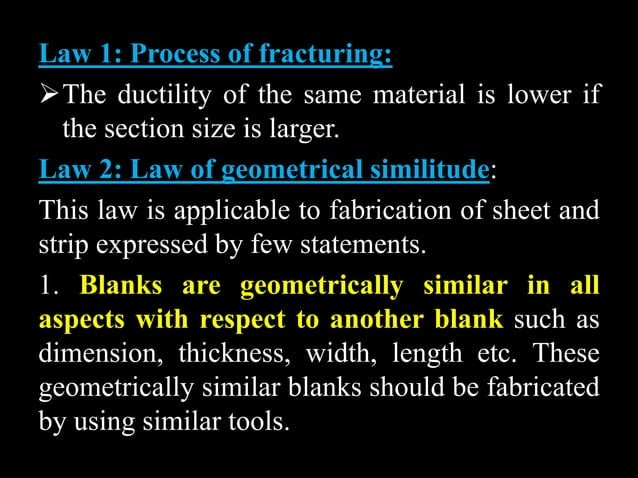 Law 1: Process of fracturing:
➢The ductility of the same material is lower if
the section size is larger.
Law 2: Law of geometrical similitude:
This law is applicable to fabrication of sheet and
strip expressed by few statements.
1. Blanks are geometrically similar in all
aspects with respect to another blank such as
dimension, thickness, width, length etc. These
geometrically similar blanks should be fabricated
by using similar tools.